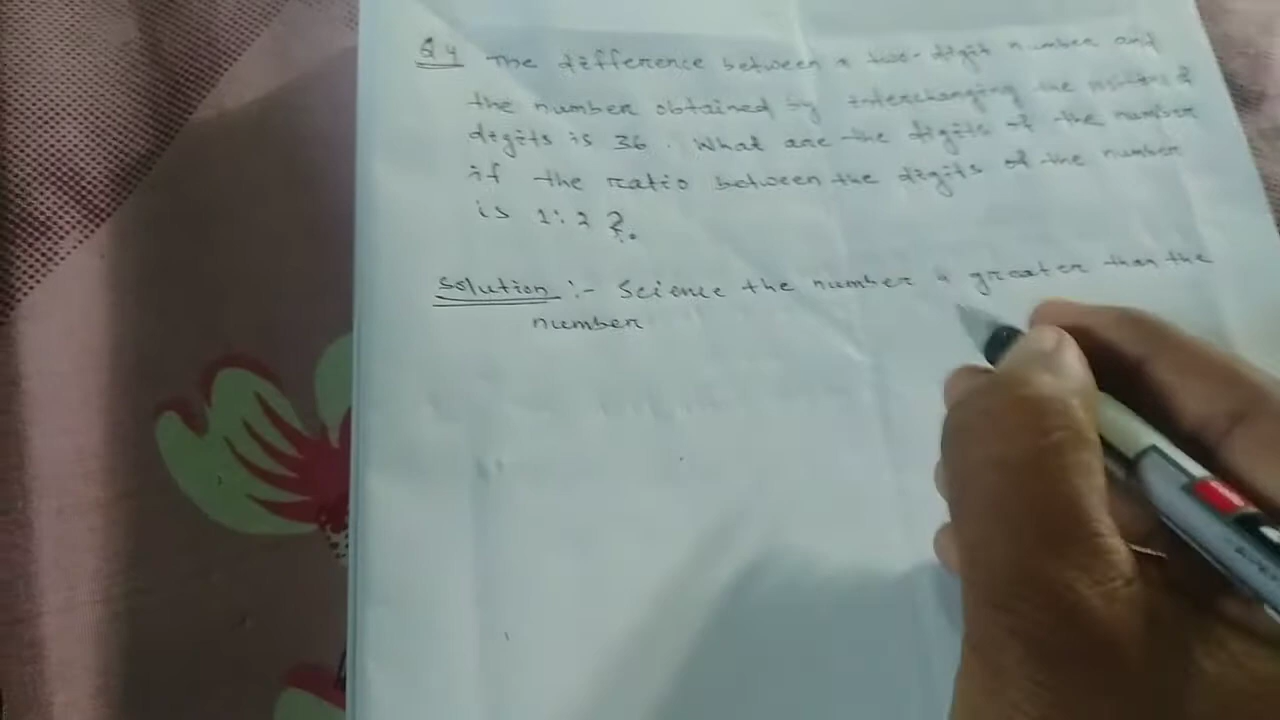 Q4 The difference between a two-digit number and
the number obtained by interchanging the
digits is 36. What are the digits of the number
if the ratio between the digits of the number
is 1:2 ?.
Solution :- Science the number is greater than the
number